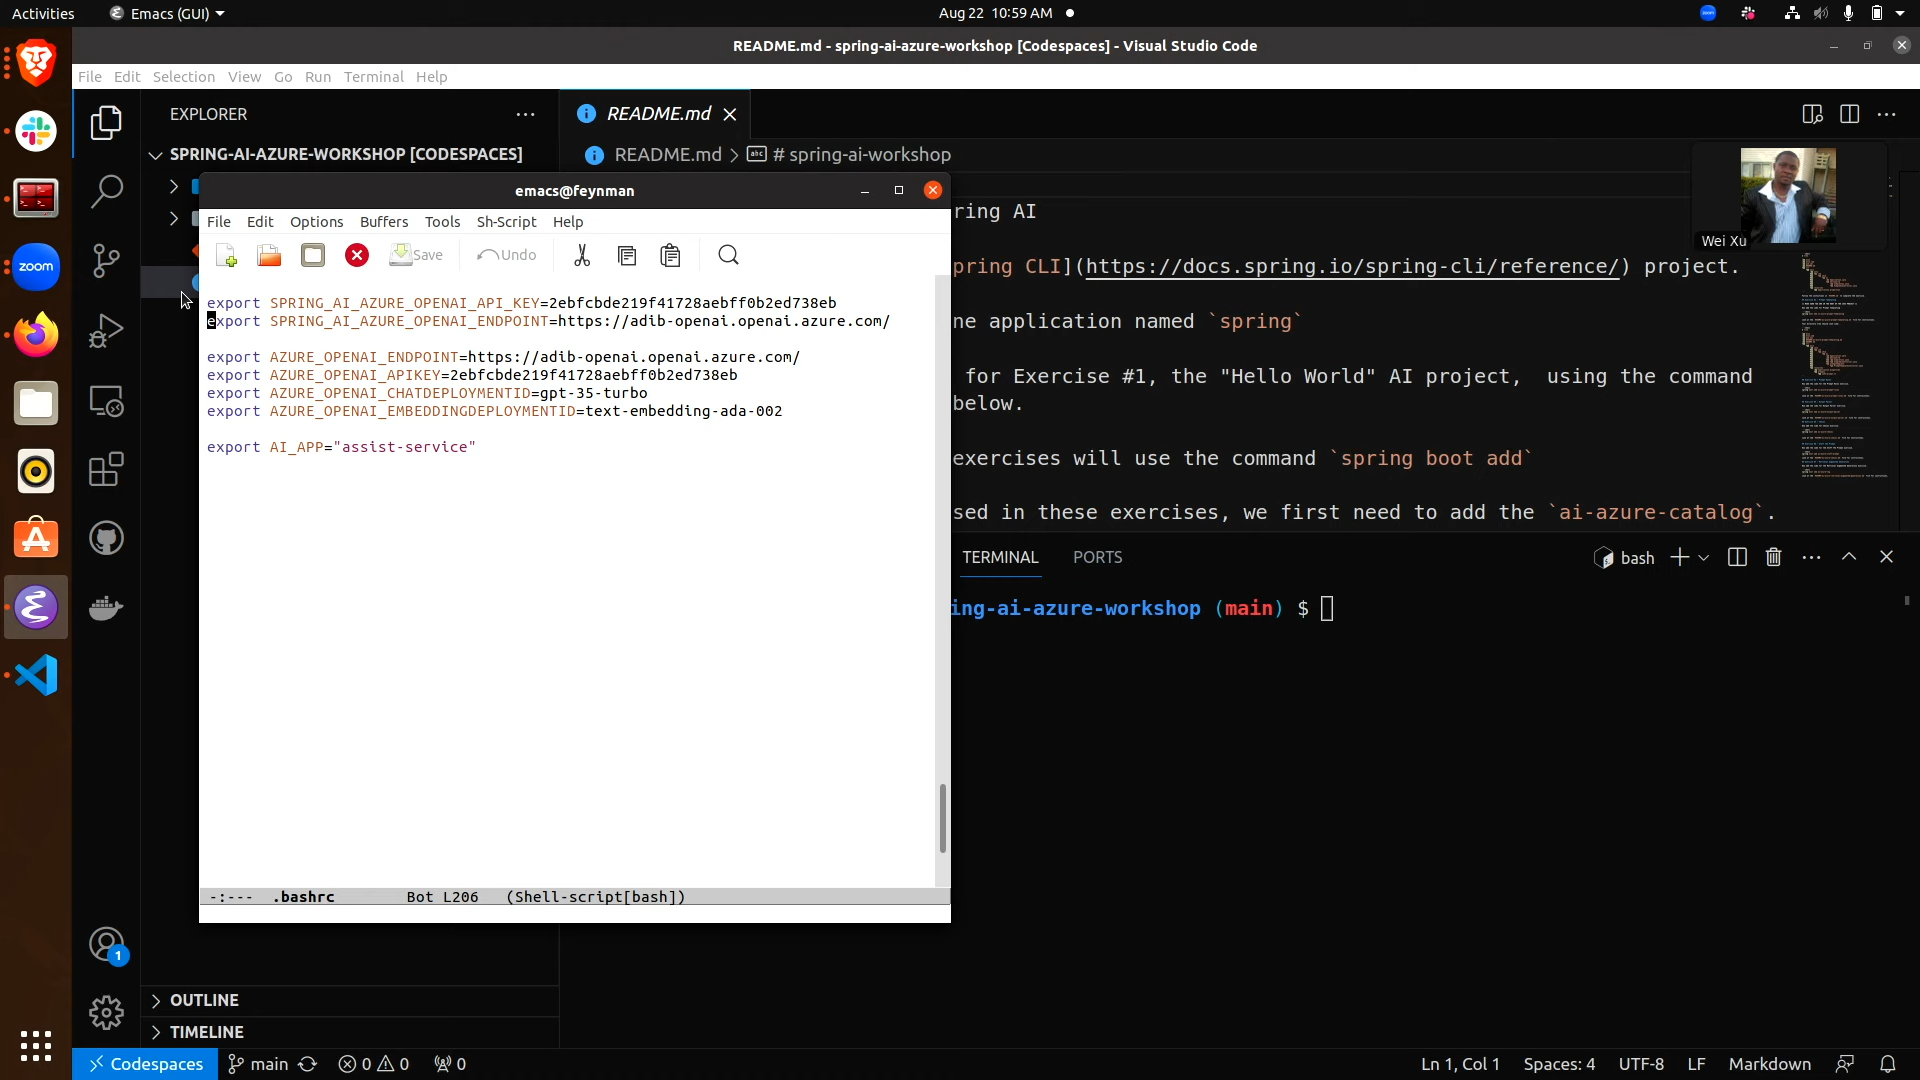 Activities
Emacs (GUI)
Aug 22 10:59 AM
README.md - spring-ai-azure-workshop [Codespaces] - Visual Studio Code
File Edit Selection View Go Run Terminal Help
EXPLORER
README.md
SPRING-AI-AZURE-WORKSHOP [CODESPACES]
README.md > # spring-ai-workshop
emacs@feynman
File Edit Options Buffers Tools Sh-Script Help
Save
Undo
export SPRING_AI_AZURE_OPENAI_API_KEY=2ebfcbde219f41728aebff0b2ed738eb
export SPRING_AI_AZURE_OPENAI_ENDPOINT=https://adib-openai.openai.azure.com/
export AZURE_OPENAI_ENDPOINT=https://adib-openai.openai.azure.com/
export AZURE_OPENAI_APIKEY=2ebfcbde219f41728aebff0b2ed738eb
export AZURE_OPENAI_CHATDEPLOYMENTID=gpt-35-turbo
export AZURE_OPENAI_EMBEDDINGDEPLOYMENTID=text-embedding-ada-002
export AI_APP="assist-service"
-:--- .bashrc Bot L206 (Shell-script[bash])
ring AI
Wei Xu
pring CLI](https://docs.spring.io/spring-cli/reference/) project.
ne application named `spring`
for Exercise #1, the "Hello World" AI project, using the command
below.
exercises will use the command `spring boot add`
sed in these exercises, we first need to add the `ai-azure-catalog`.
TERMINAL
PORTS
bash
ing-ai-azure-workshop (main) $
zoom
1
OUTLINE
TIMELINE
Codespaces
main
0
0
0
Ln 1, Col 1
Spaces: 4
UTF-8
LF
Markdown